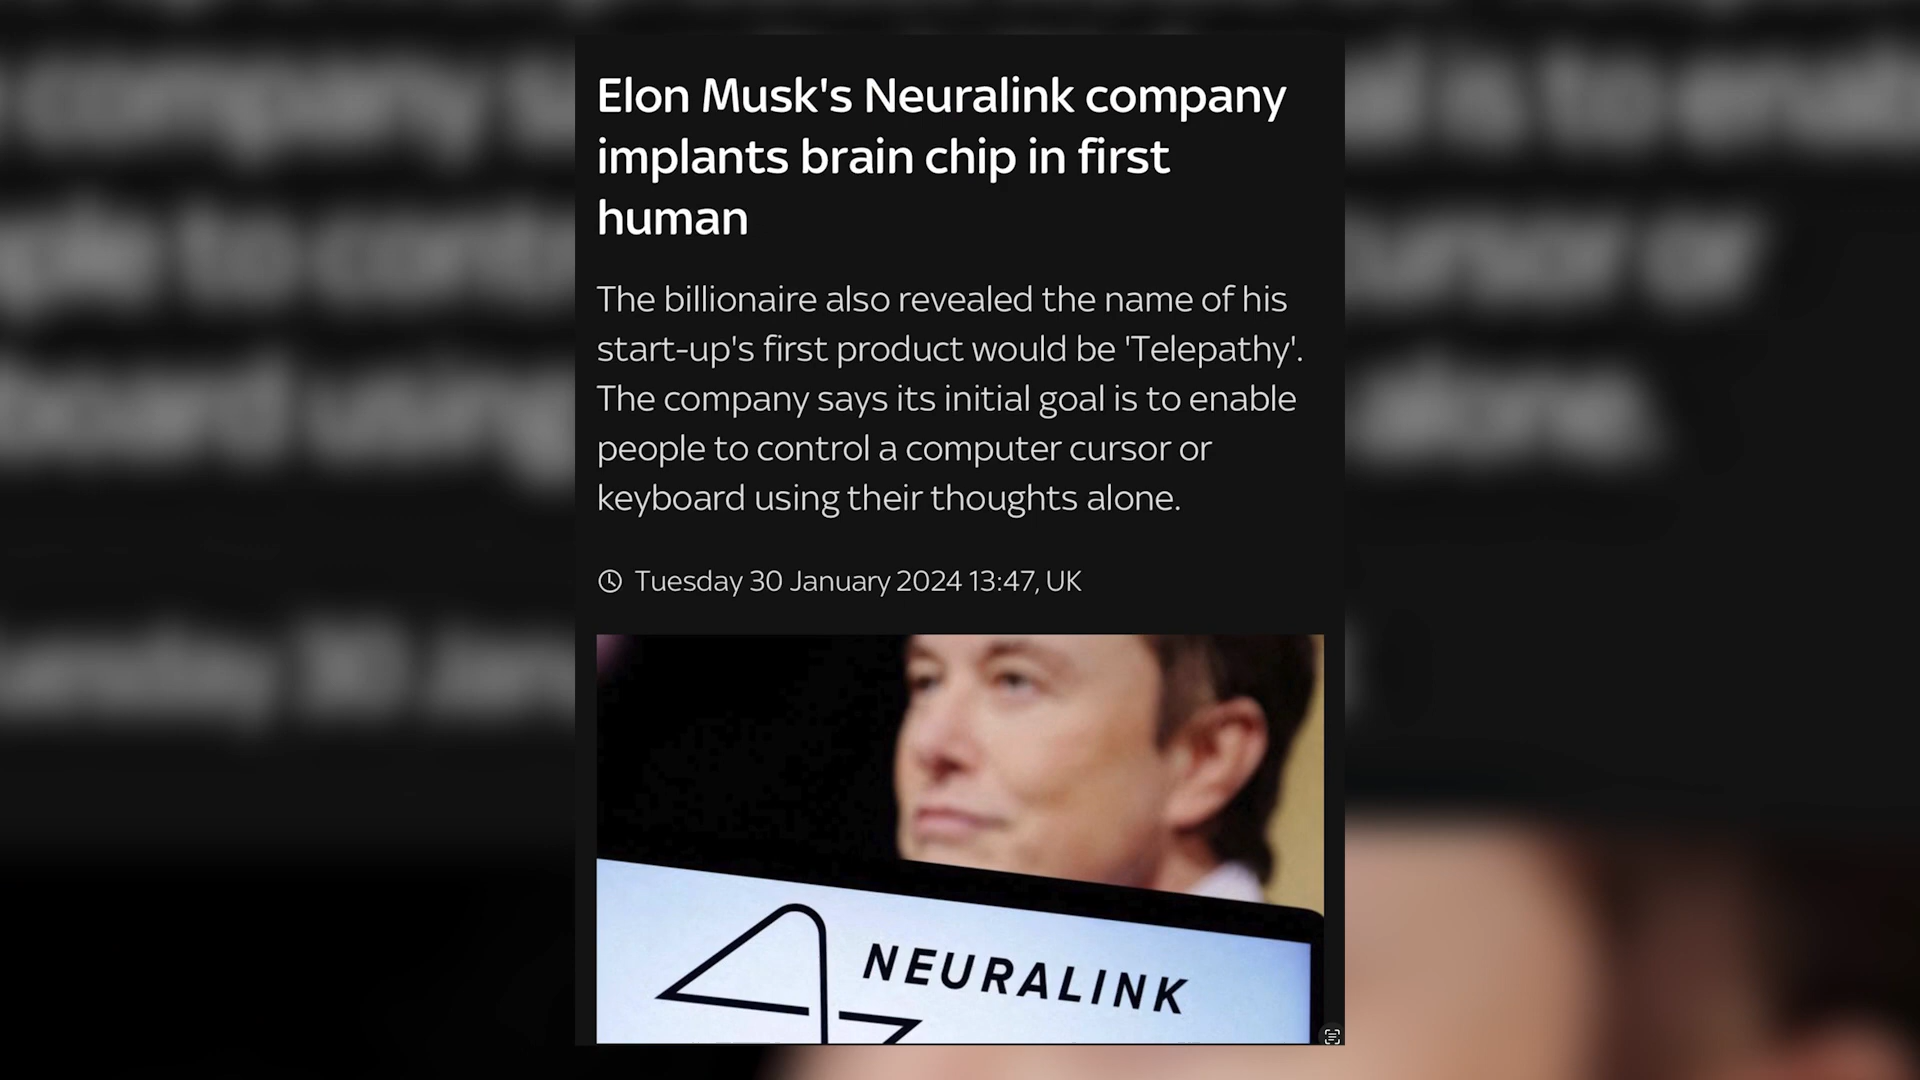 Elon Musk's Neuralink company
implants brain chip in first
human
The billionaire also revealed the name of his
start-up's first product would be 'Telepathy'.
The company says its initial goal is to enable
people to control a computer cursor or
keyboard using their thoughts alone.
Tuesday 30 January 2024 13:47, UK
NEURALINK